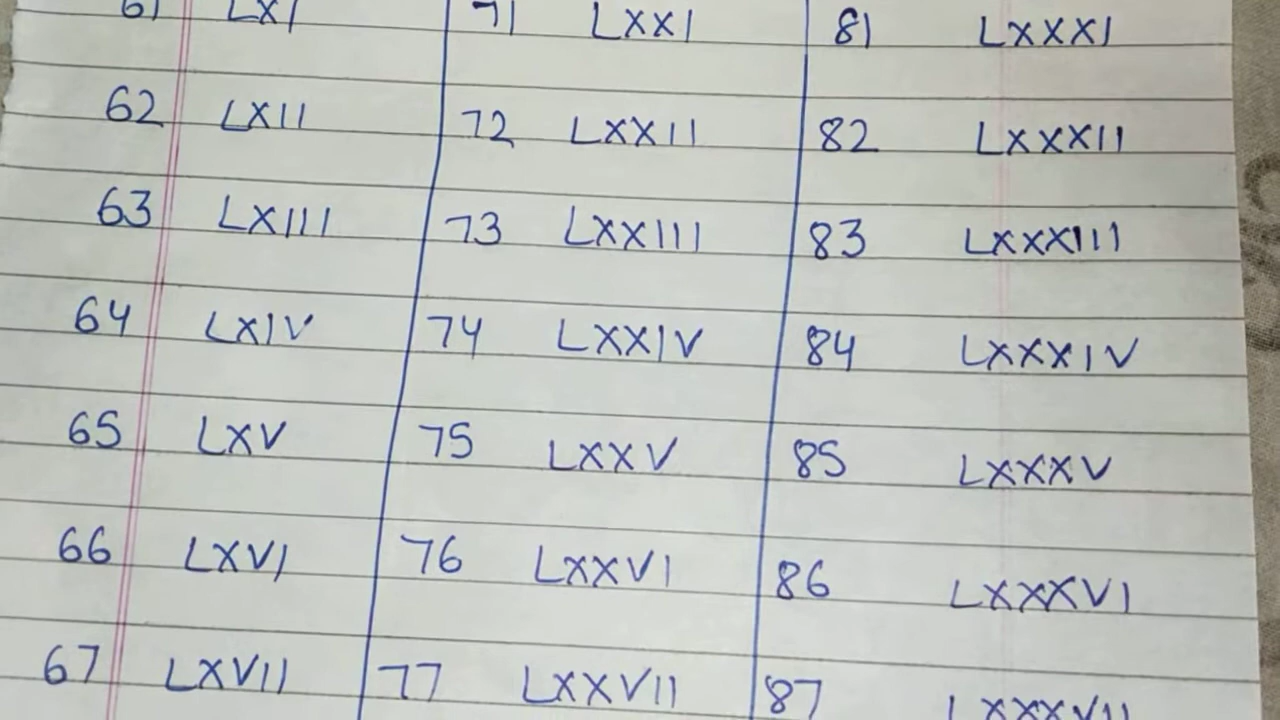 61 LXI 71 LXXI 81 LXXXI
62 LXII 72 LXXII 82 LXXXII
63 LXIII 73 LXXIII 83 LXXXIII
64 LXIV 74 LXXIV 84 LXXXIV
65 LXV 75 LXXV 85 LXXXV
66 LXVI 76 LXXVI 86 LXXXVI
67 LXVII 77 LXXVII 87 LXXXVII